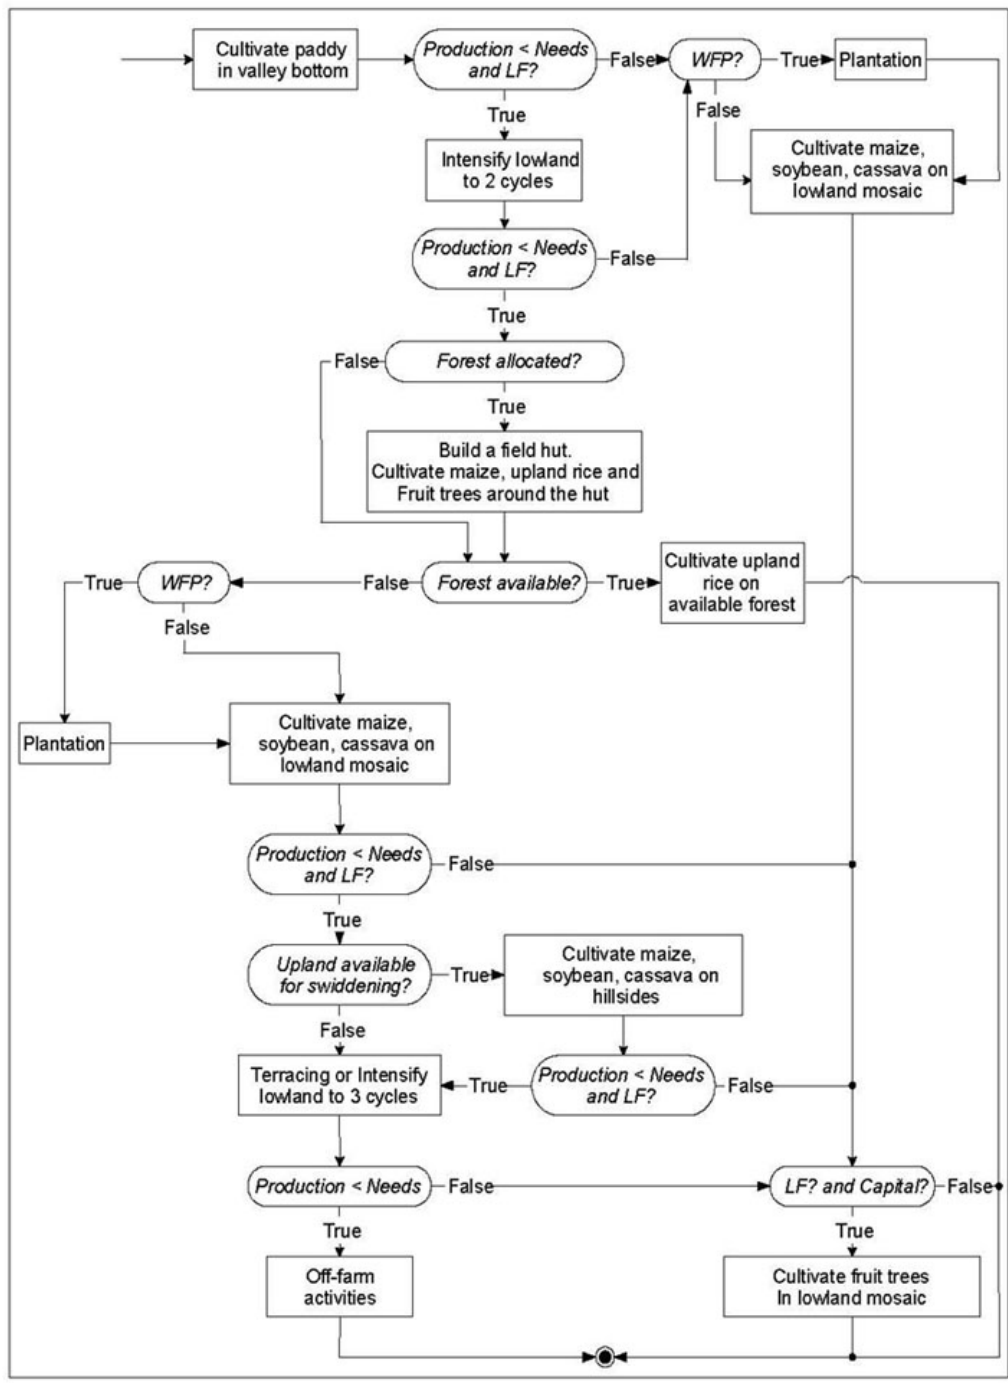 Cultivate paddy
in valley bottom
Production < Needs
and LF?
False
WFP?
True
Plantation
True
False
Intensify lowland
to 2 cycles
Cultivate maize,
soybean, cassava on
lowland mosaic
Production < Needs
and LF?
False
True
False
Forest allocated?
True
Build a field hut.
Cultivate maize, upland rice and
Fruit trees around the hut
True
WFP?
False
Forest available?
True
Cultivate upland
rice on
available forest
False
Plantation
Cultivate maize,
soybean, cassava on
lowland mosaic
Production < Needs
and LF?
False
True
Upland available
for swiddening?
True
Cultivate maize,
soybean, cassava on
hillsides
False
Terracing or Intensify
lowland to 3 cycles
True
Production < Needs
and LF?
False
Production < Needs
False
LF? and Capital?
False
True
True
Off-farm
activities
Cultivate fruit trees
In lowland mosaic